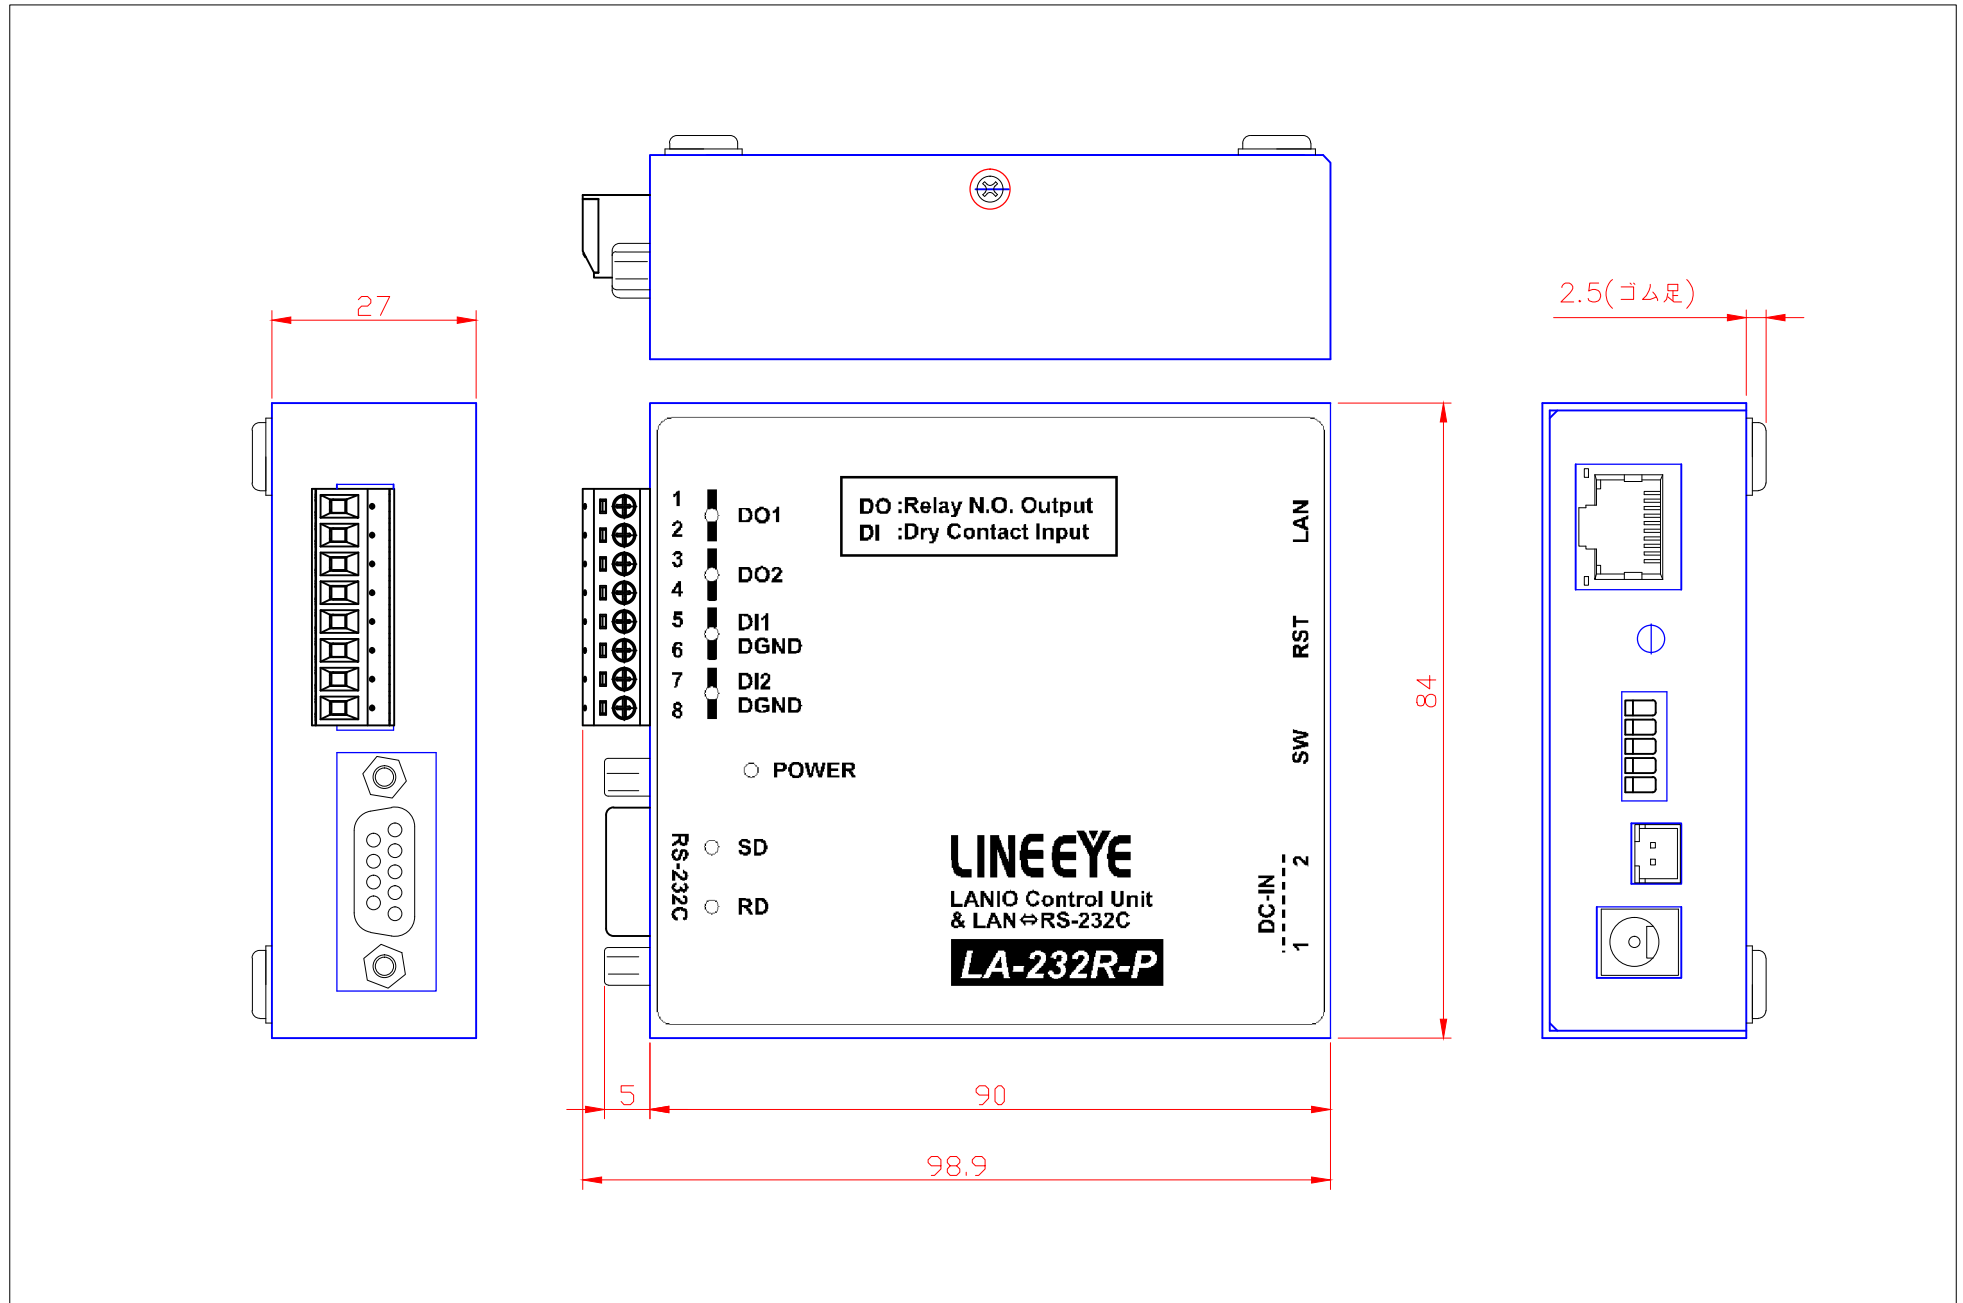 27
2.5(ゴム足)
1
2
3
4
5
6
7
8
DO1
DO2
DI1
DGND
DI2
DGND
DO :Relay N.O. Output
DI :Dry Contact Input
LAN
RST
SW
DC-IN
2
1
84
POWER
RS-232C
SD
RD
LINEEYE
LANIO Control Unit
& LAN⇔RS-232C
LA-232R-P
5
90
98.9